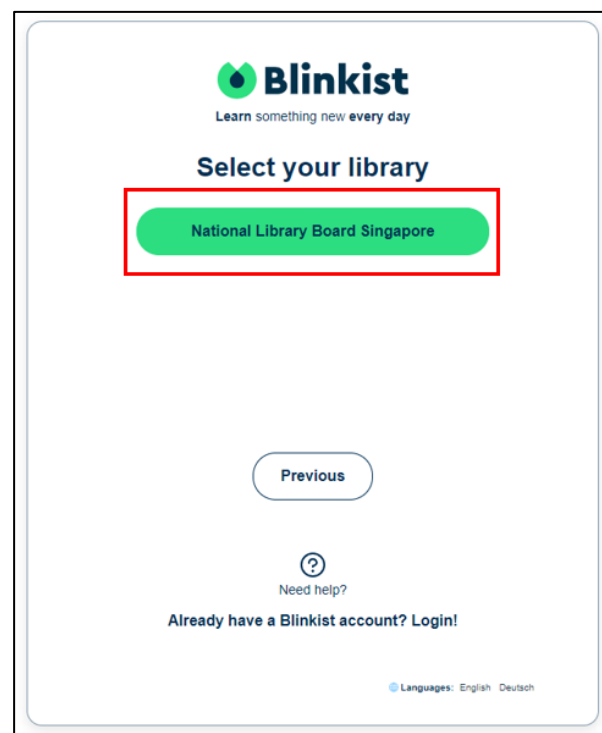 Blinkist
Learn something new every day
Select your library
National Library Board Singapore
Previous
?
Need help?
Already have a Blinkist account? Login!
Languages: English Deutsch